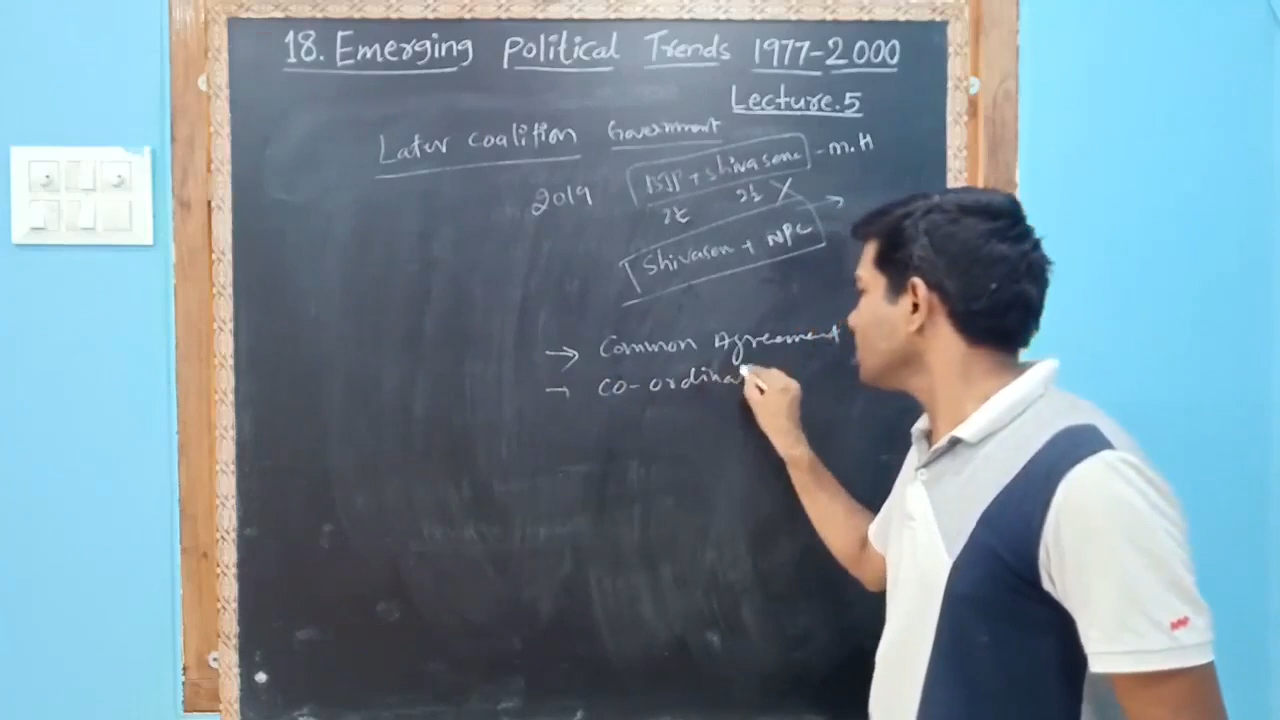 18. Emerging Political Trends 1977-2000
Lecture.5
Later Coalition Government
2019 BJP + Shivasena - M.H
2½ 2½ X
Shivasen + NPC
→ Common Agreement
→ Co-ordina